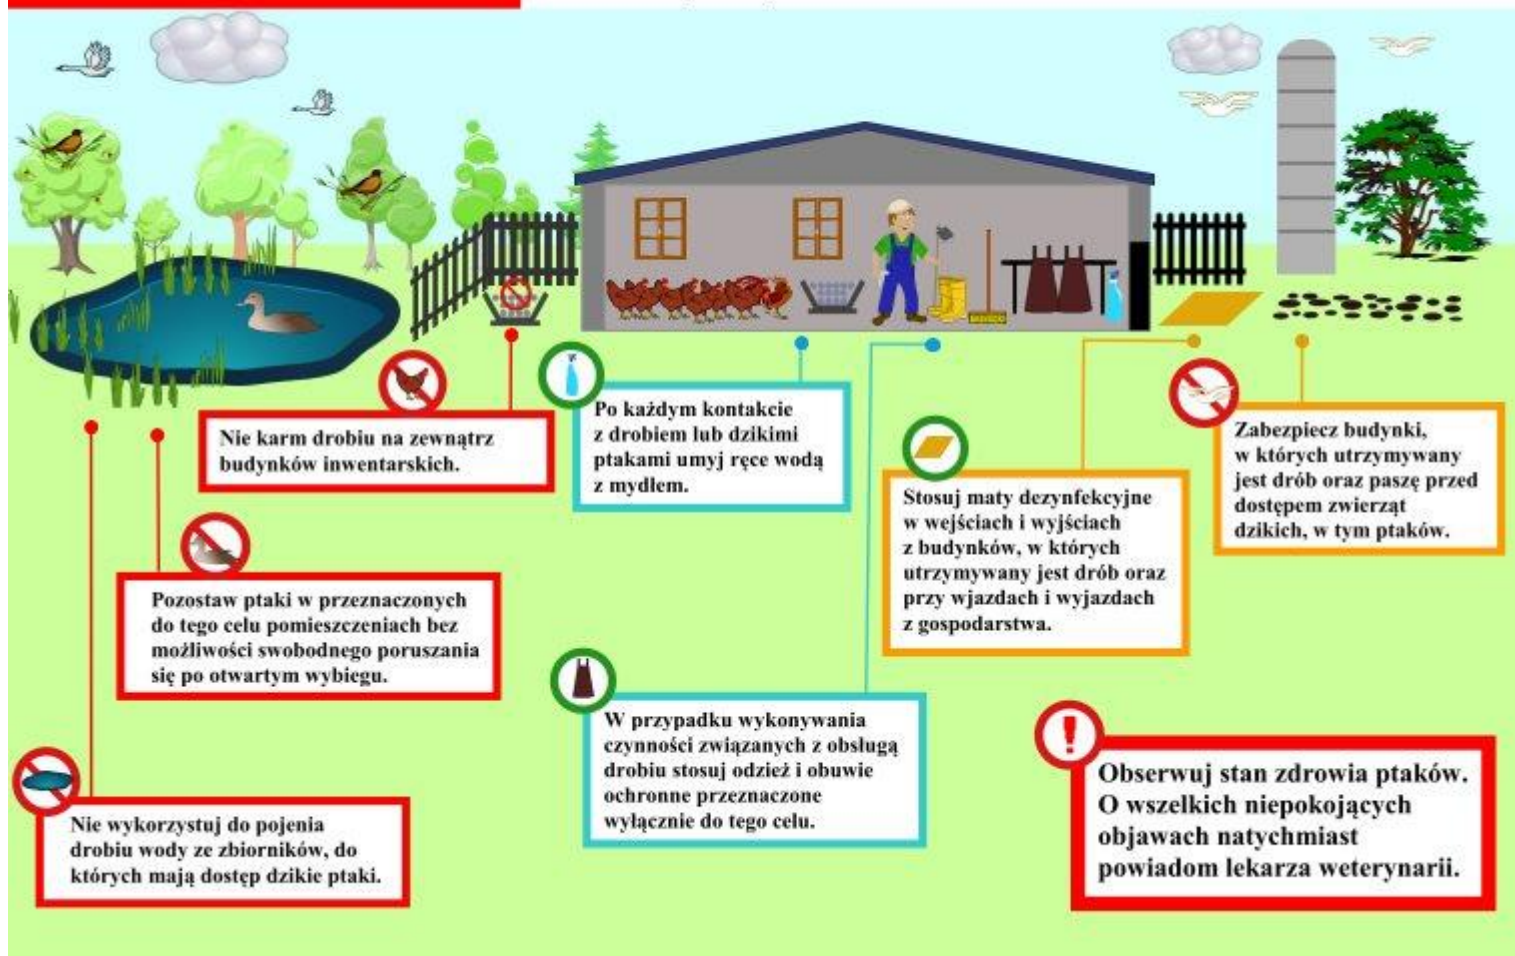 Nie karm drobiu na zewnątrz
budynków inwentarskich.
Po każdym kontakcie
z drobiem lub dzikimi
ptakami umyj ręce wodą
z mydłem.
Stosuj maty dezynfekcyjne
w wejściach i wyjściach
z budynków, w których
utrzymywany jest drób oraz
przy wjazdach i wyjazdach
z gospodarstwa.
Zabezpiecz budynki,
w których utrzymywany
jest drób oraz paszę przed
dostępem zwierząt
dzikich, w tym ptaków.
Pozostaw ptaki w przeznaczonych
do tego celu pomieszczeniach bez
możliwości swobodnego poruszania
się po otwartym wybiegu.
W przypadku wykonywania
czynności związanych z obsługą
drobiu stosuj odzież i obuwie
ochronne przeznaczone
wyłącznie do tego celu.
Nie wykorzystuj do pojenia
drobiu wody ze zbiorników, do
których mają dostęp dzikie ptaki.
!
Obserwuj stan zdrowia ptaków.
O wszelkich niepokojących
objawach natychmiast
powiadom lekarza weterynarii.